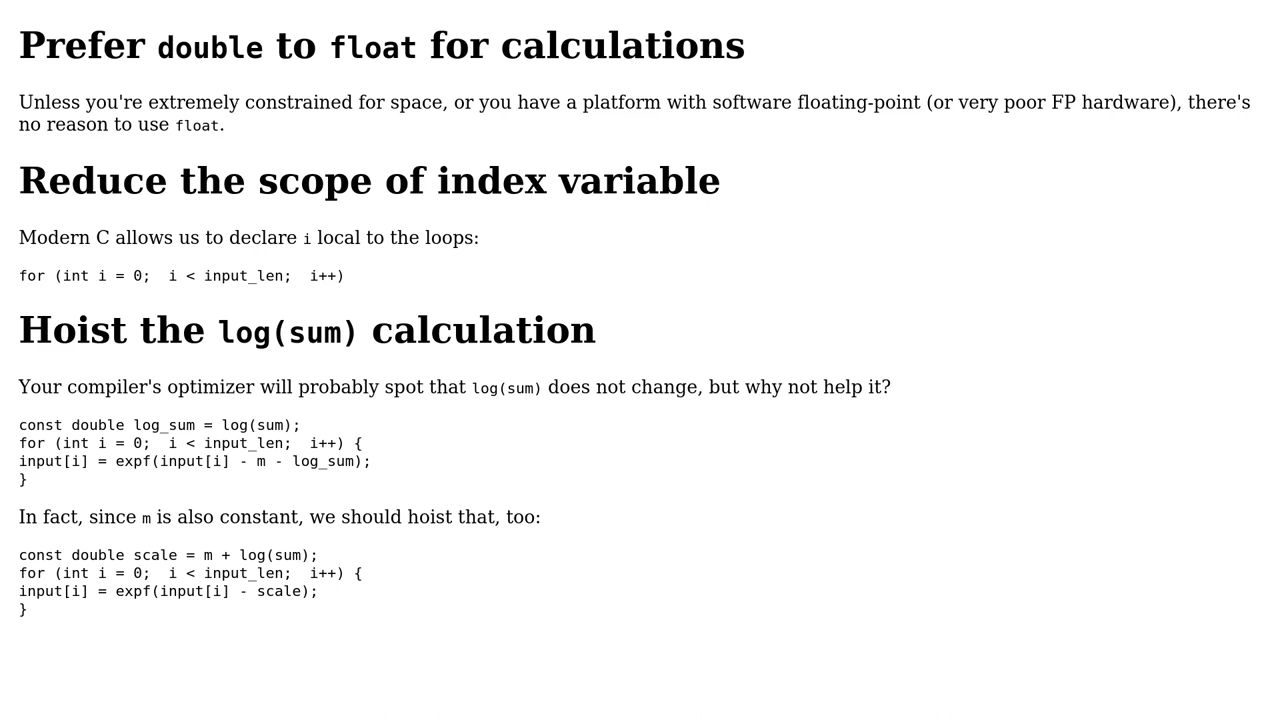 Prefer double to float for calculations
Unless you're extremely constrained for space, or you have a platform with software floating-point (or very poor FP hardware), there's
no reason to use float.
Reduce the scope of index variable
Modern C allows us to declare i local to the loops:
for (int i = 0;  i < input_len;  i++)
Hoist the log(sum) calculation
Your compiler's optimizer will probably spot that log(sum) does not change, but why not help it?
const double log_sum = log(sum);
for (int i = 0;  i < input_len;  i++) {
input[i] = expf(input[i] - m - log_sum);
}
In fact, since m is also constant, we should hoist that, too:
const double scale = m + log(sum);
for (int i = 0;  i < input_len;  i++) {
input[i] = expf(input[i] - scale);
}